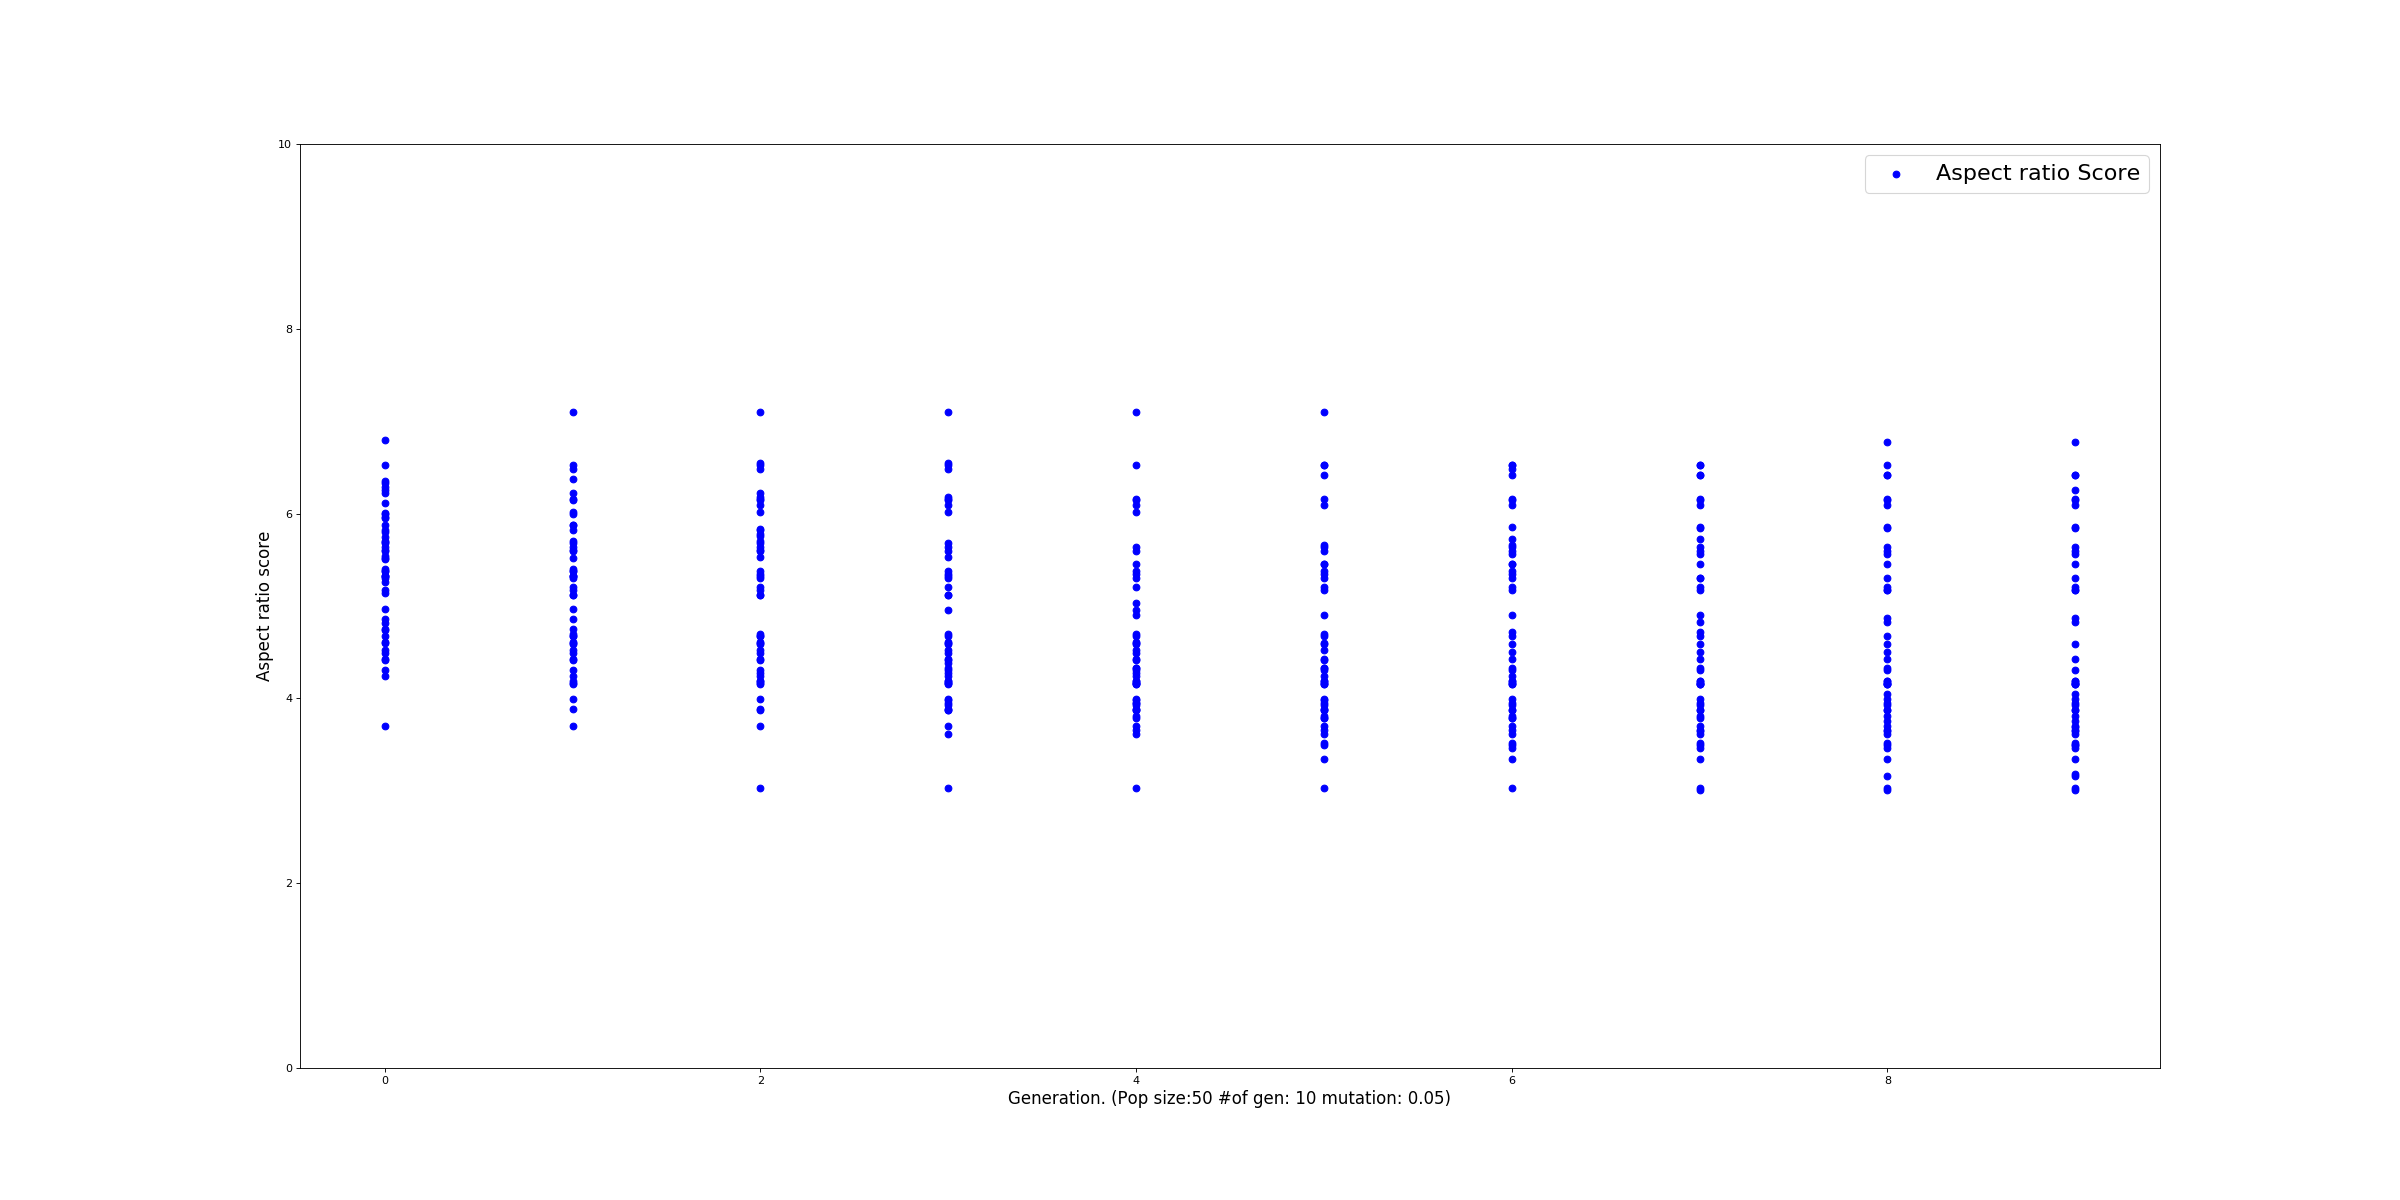 10
Aspect ratio Score
8
6
Aspect ratio score
4
2
0
0 2 4 6 8
Generation. (Pop size:50 #of gen: 10 mutation: 0.05)